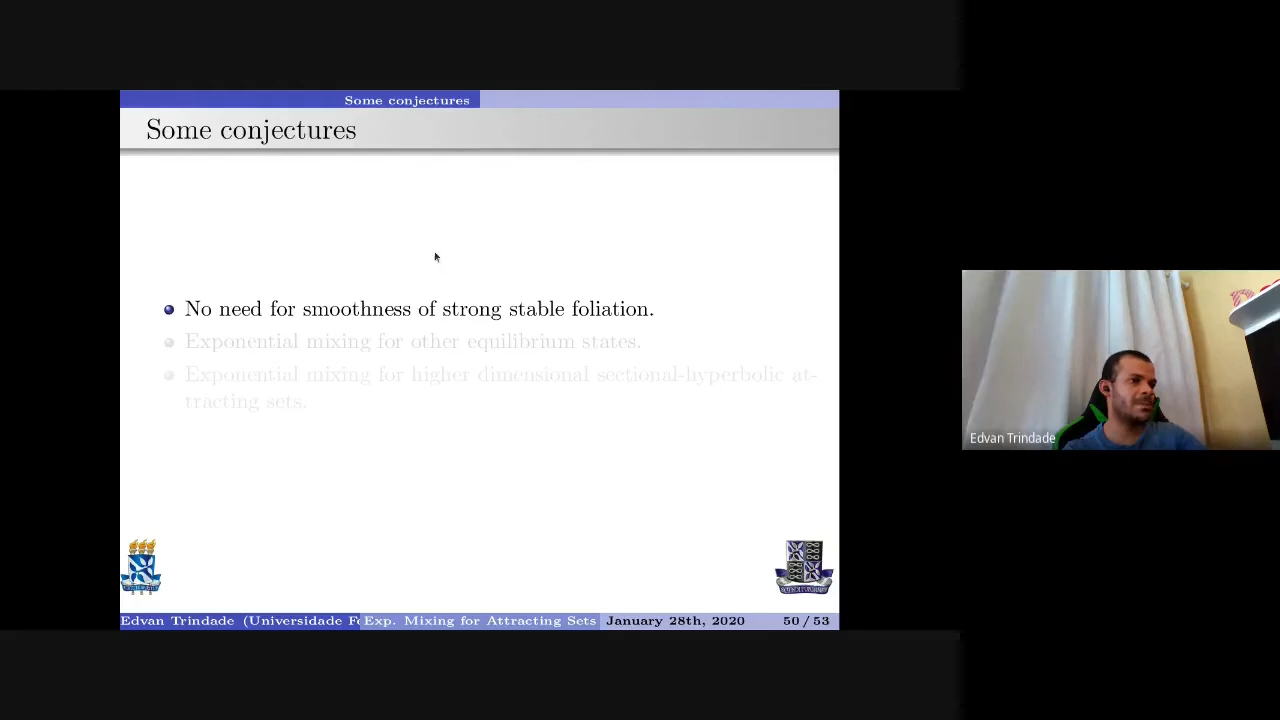 Some conjectures
Some conjectures
No need for smoothness of strong stable foliation.
Exponential mixing for other equilibrium states.
Exponential mixing for higher dimensional sectional-hyperbolic at-
tracting sets.
Edvan Trindade
Edvan Trindade (Universidade Fe
Exp. Mixing for Attracting Sets
January 28th, 2020
50 / 53